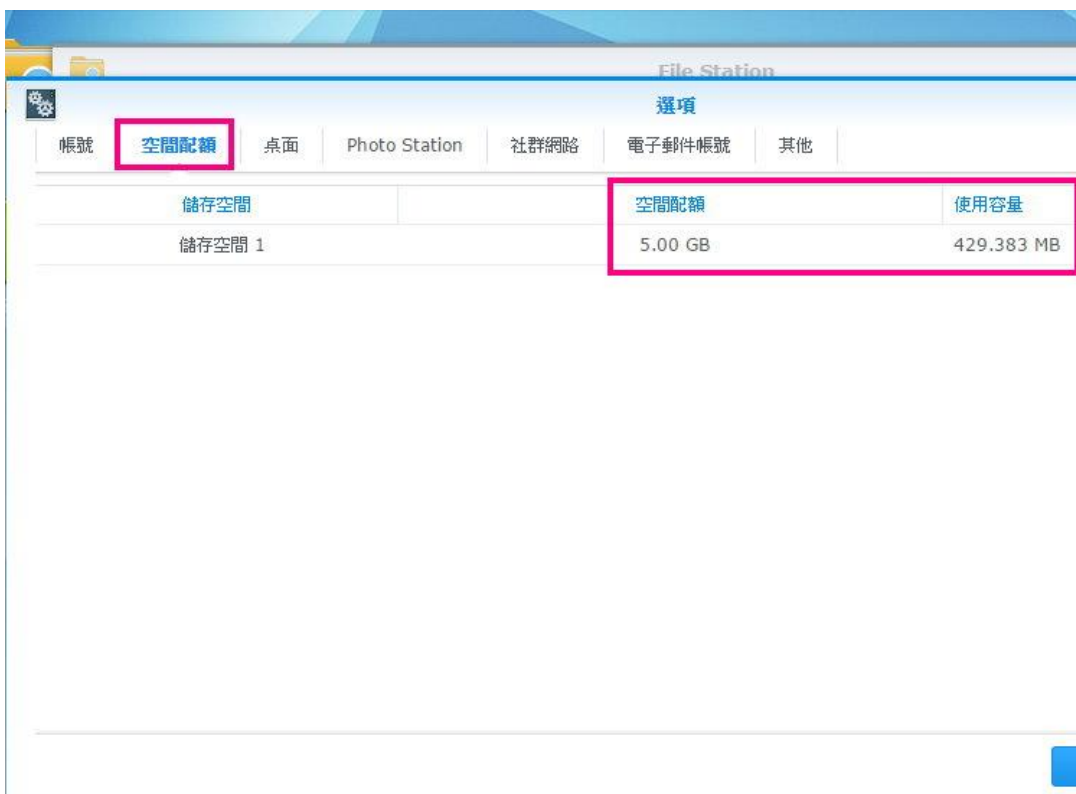 File Station
選項
帳號 空間配額 桌面 Photo Station 社群網路 電子郵件帳號 其他
儲存空間 空間配額 使用容量
儲存空間 1 5.00 GB 429.383 MB